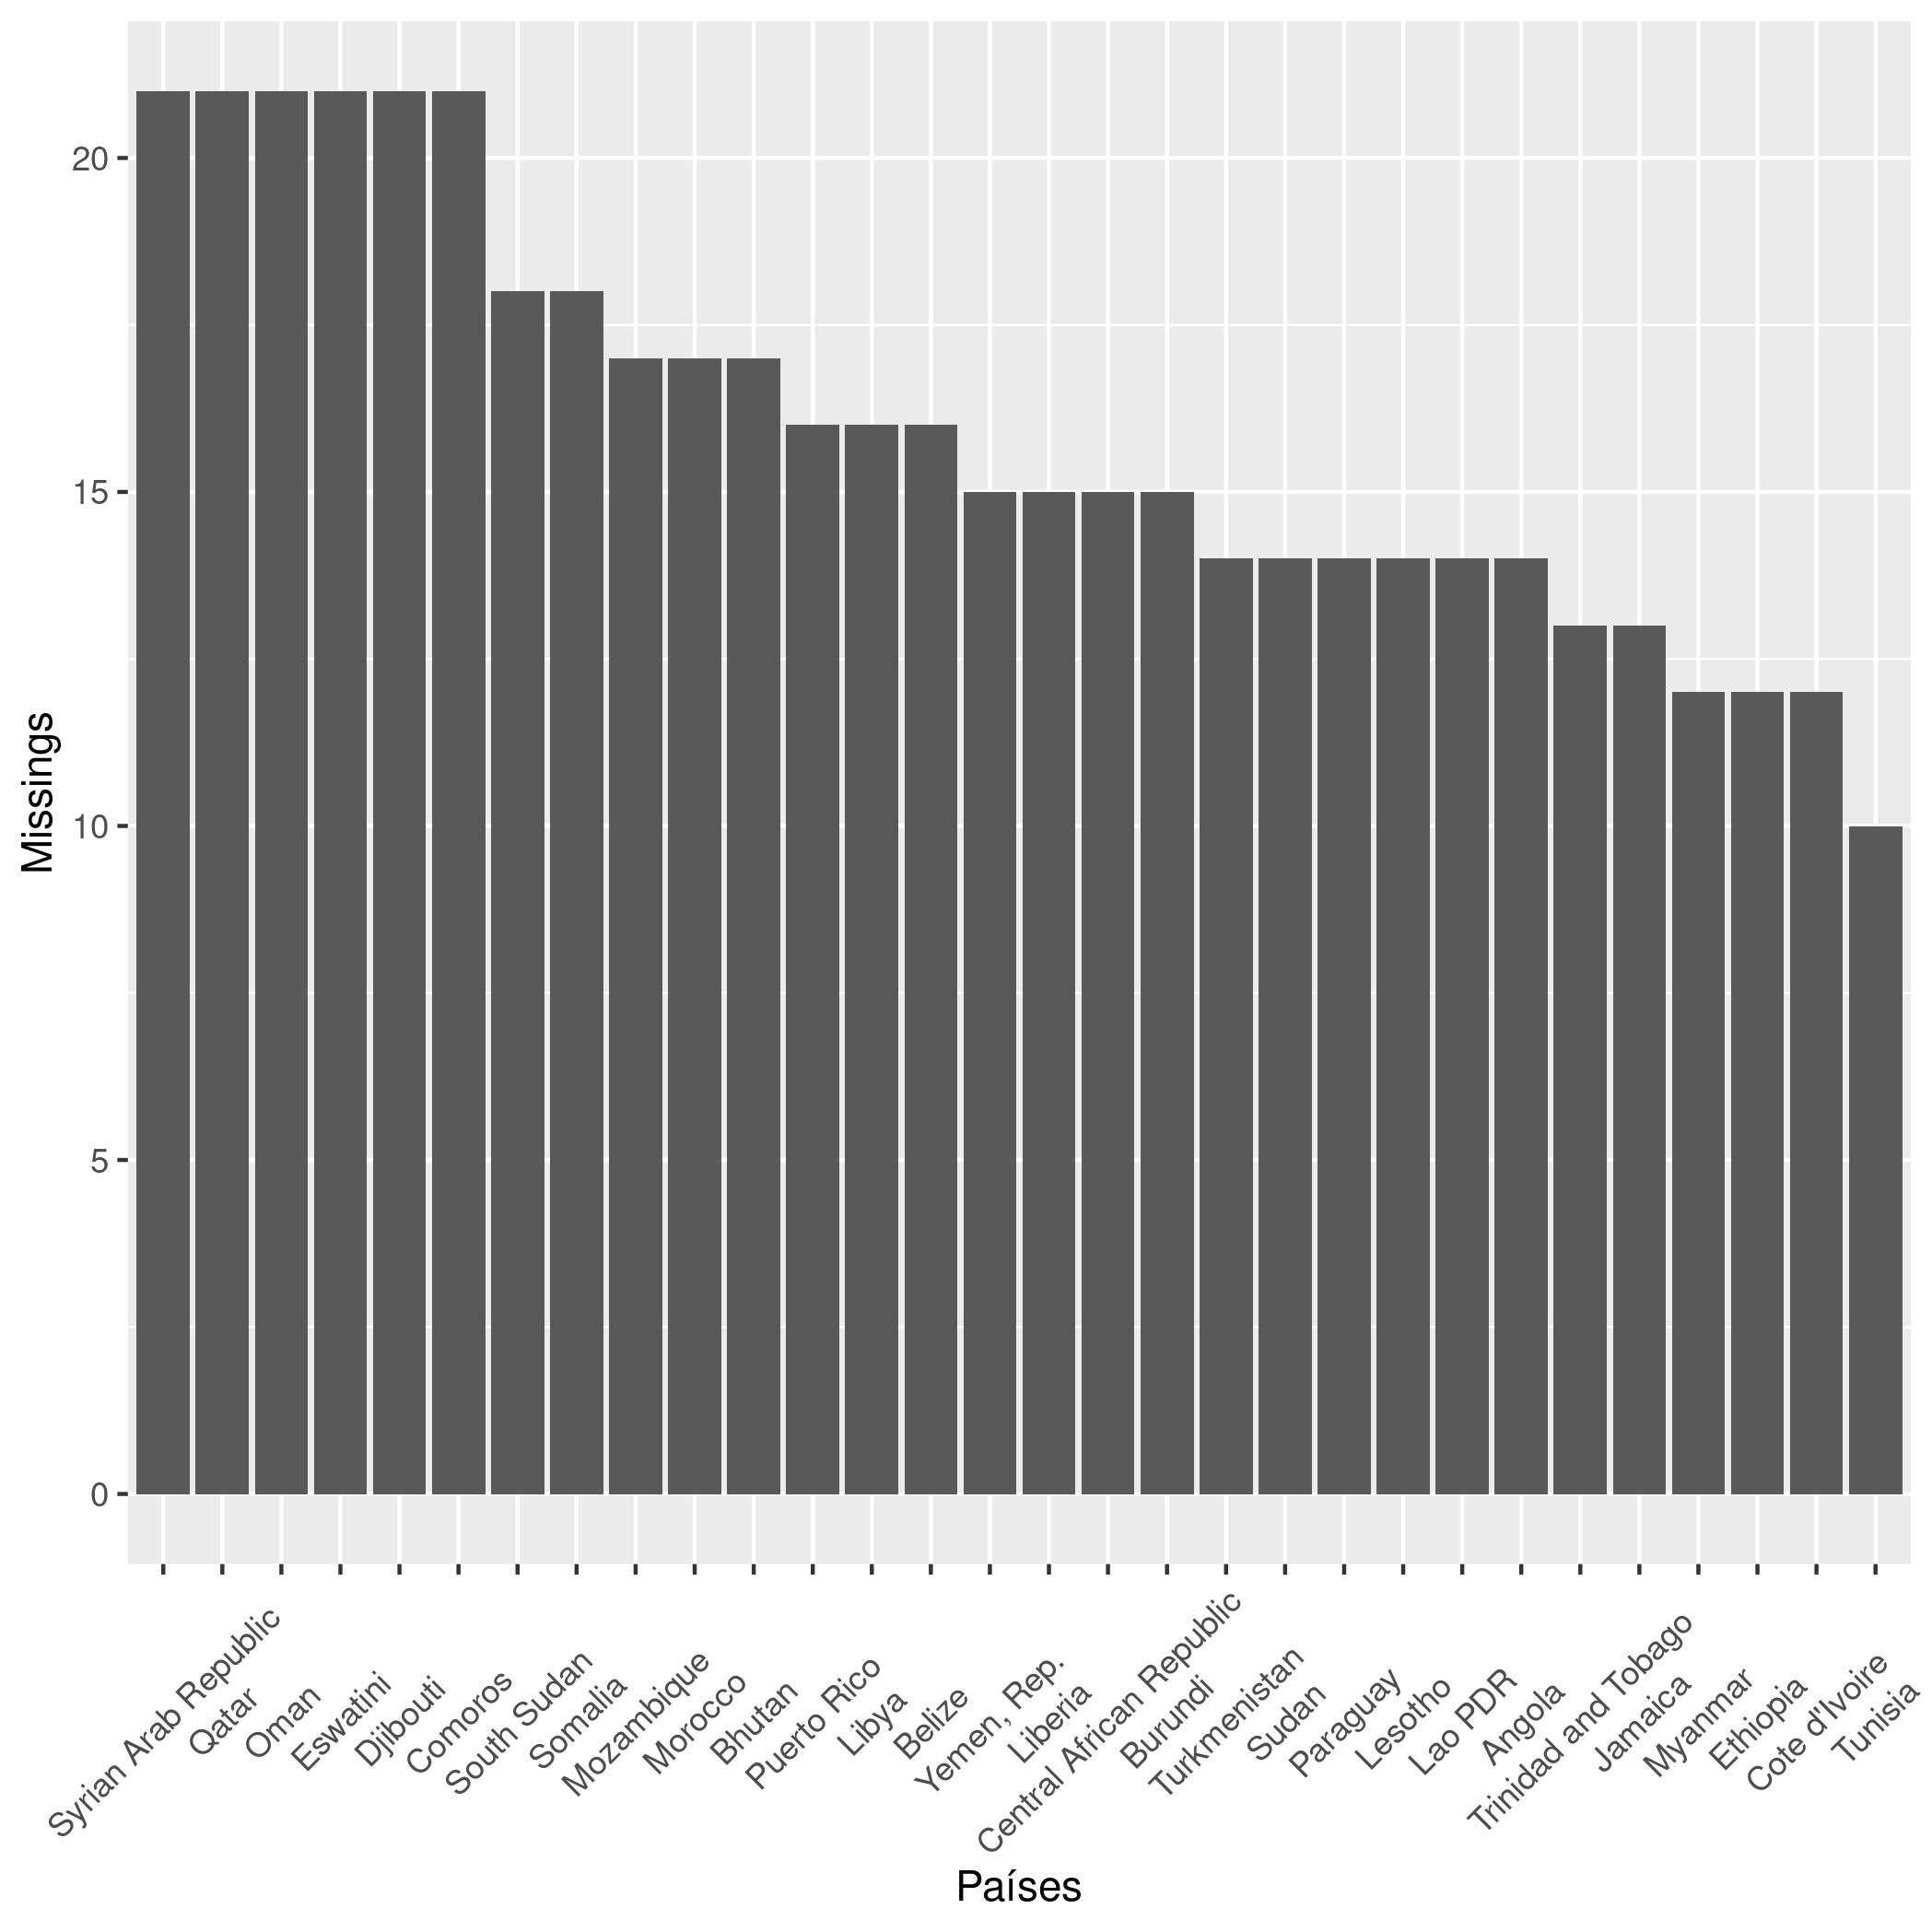 Missings
20
15
10
5
0
Syrian Arab Republic
Qatar
Oman
Eswatini
Djibouti
Comoros
South Sudan
Somalia
Mozambique
Morocco
Bhutan
Puerto Rico
Libya
Belize
Yemen, Rep.
Liberia
Central African Republic
Burundi
Turkmenistan
Sudan
Paraguay
Lesotho
Lao PDR
Angola
Trinidad and Tobago
Jamaica
Myanmar
Ethiopia
Cote d'Ivoire
Tunisia
Países